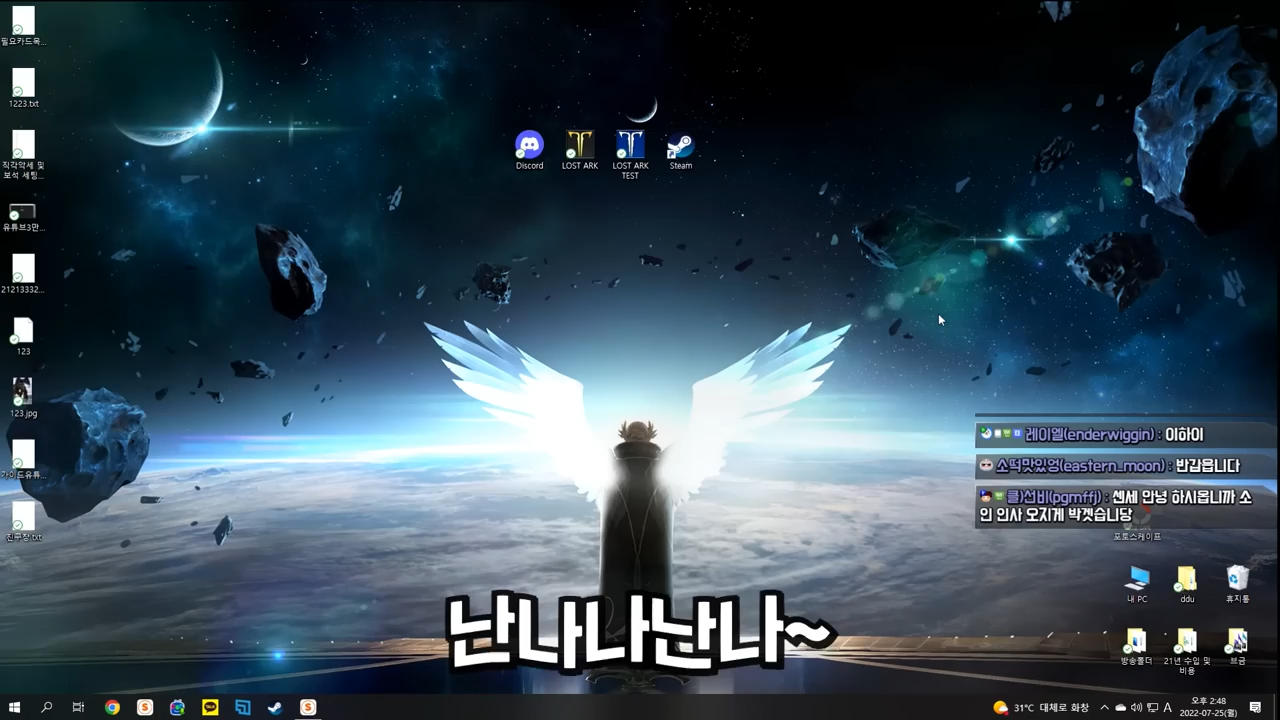 필요카드목...
1223.txt
직각악세 및
보석 세팅...
유튜브3만...
21213332...
123
123.jpg
가이드유튜...
친구창.txt
Discord
LOST ARK
LOST ARK
TEST
Steam
레이엘(enderwiggin) : 이하이
소떡맛있엉(eastern_moon) : 반갑읍니다
클)선비(pgmffj) : 센세 안녕 하시옵니까 소
인 인사 오지게 박겟습니당
포토스케이프
내 PC
ddu
휴지통
방송폴더
21년 수입 및
비용
브금
난나나난나~
31°C 대체로 화창
A
오후 2:48
2022-07-25(월)